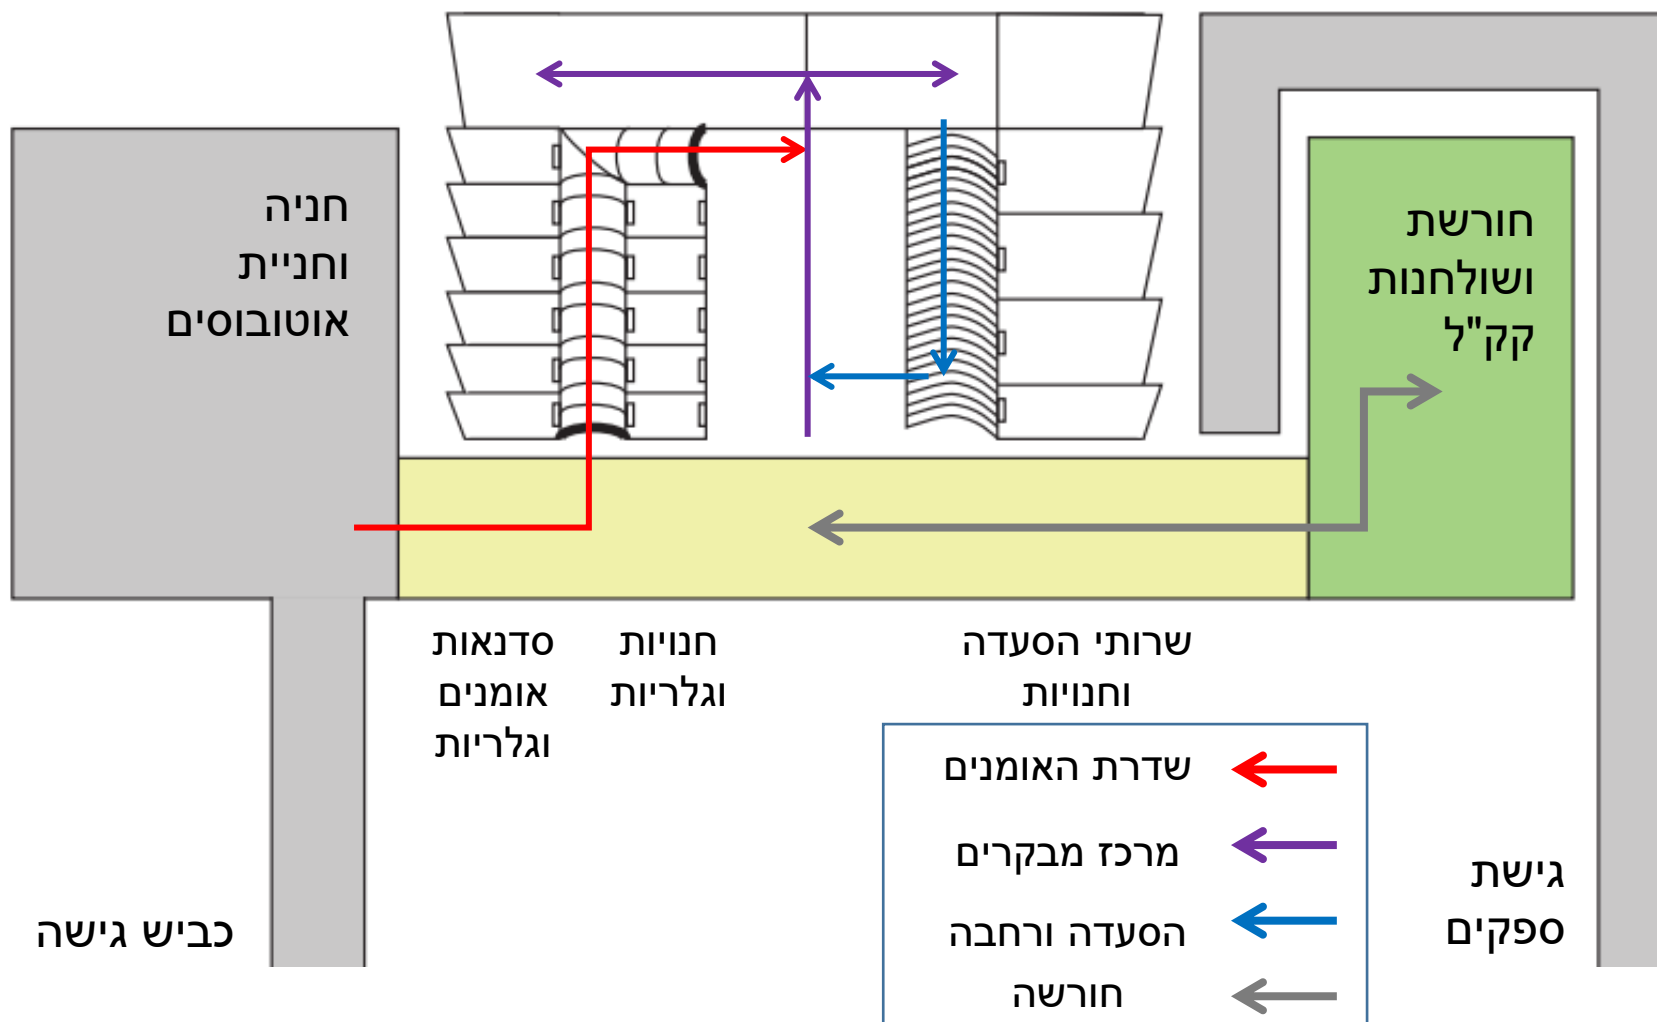 חניה
וחניית
אוטובוסים
חורשת
ושולחנות
קק"ל
סדנאות
אומנים
וגלריות
חנויות
וגלריות
שרותי הסעדה
וחנויות
שדרת האומנים
מרכז מבקרים
הסעדה ורחבה
חורשה
גישת
ספקים
כביש גישה